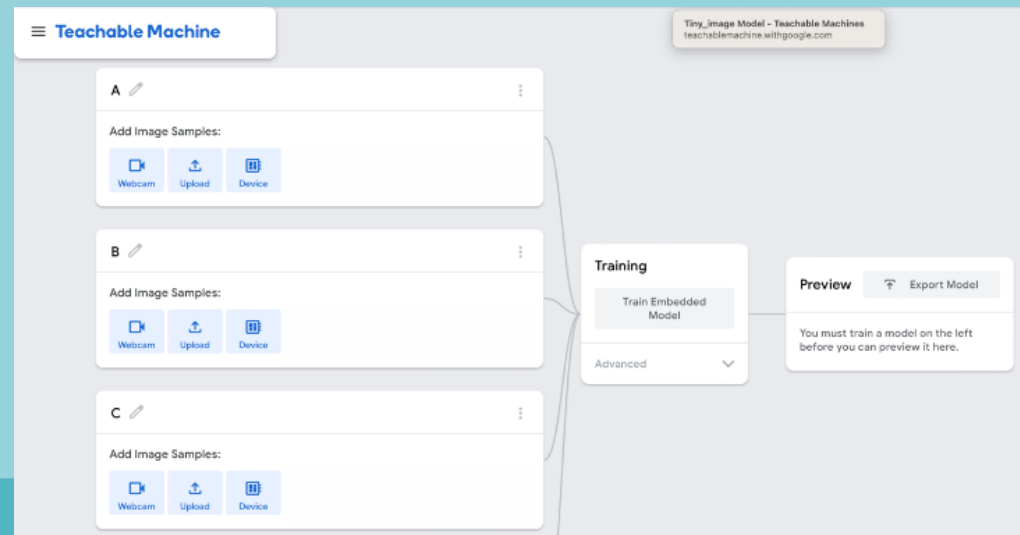 Teachable Machine
Tiny_image Model - Teachable Machines
teachablemachine.withgoogle.com
A
Add Image Samples:
Webcam Upload Device
B
Add Image Samples:
Webcam Upload Device
C
Add Image Samples:
Webcam Upload Device
Training
Train Embedded
Model
Advanced
Preview Export Model
You must train a model on the left
before you can preview it here.